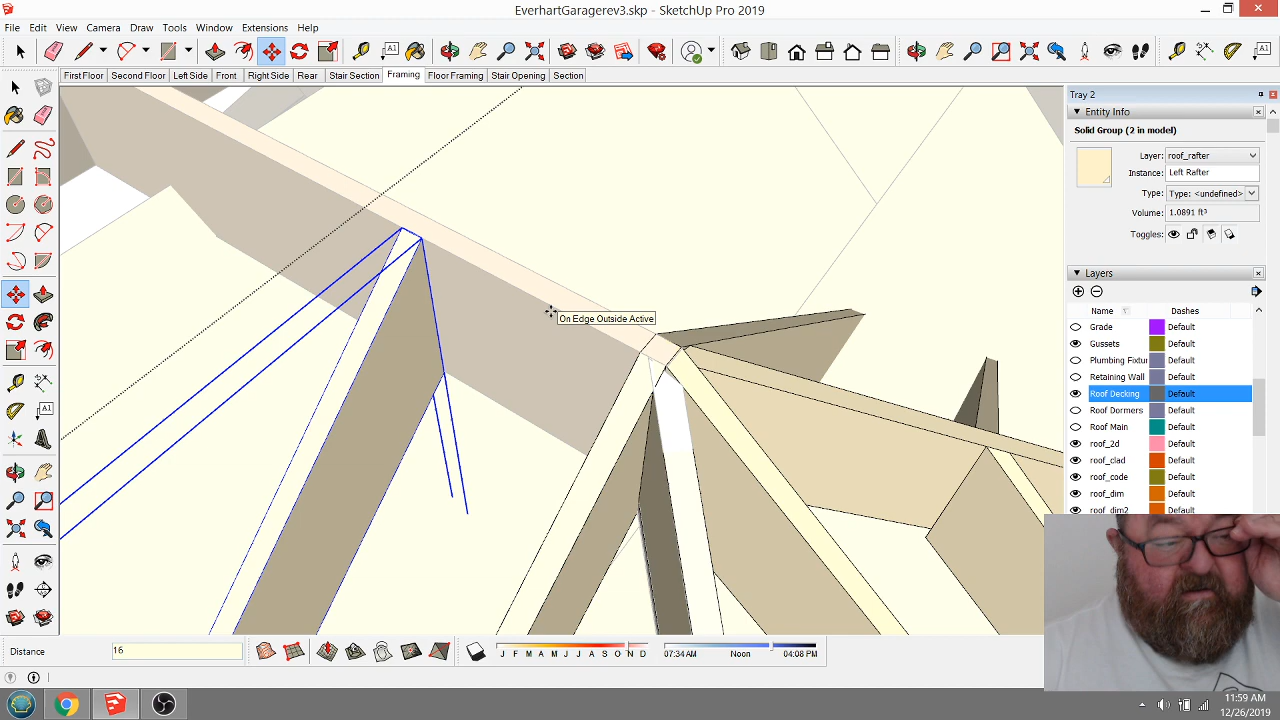 EverhartGaragerev3.skp - SketchUp Pro 2019
File Edit View Camera Draw Tools Window Extensions Help
First Floor Second Floor Left Side Front Right Side Rear Stair Section Framing Floor Framing Stair Opening Section
Tray 2
Entity Info
Solid Group (2 in model)
Layer: roof_rafter
Instance: Left Rafter
Type: Type: <undefined>
Volume: 1.0891 ft³
Toggles:
Layers
Name Dashes
Grade Default
Gussets Default
Plumbing Fixtur Default
Retaining Wall Default
Roof Decking Default
Roof Dormers Default
Roof Main Default
roof_2d Default
roof_clad Default
roof_code Default
roof_dim Default
roof_dim2 Default
On Edge Outside Active
A1
A1
Distance 16
J F M A M J J A S O N D
07:34 AM Noon 04:08 PM
11:59 AM
12/26/2019